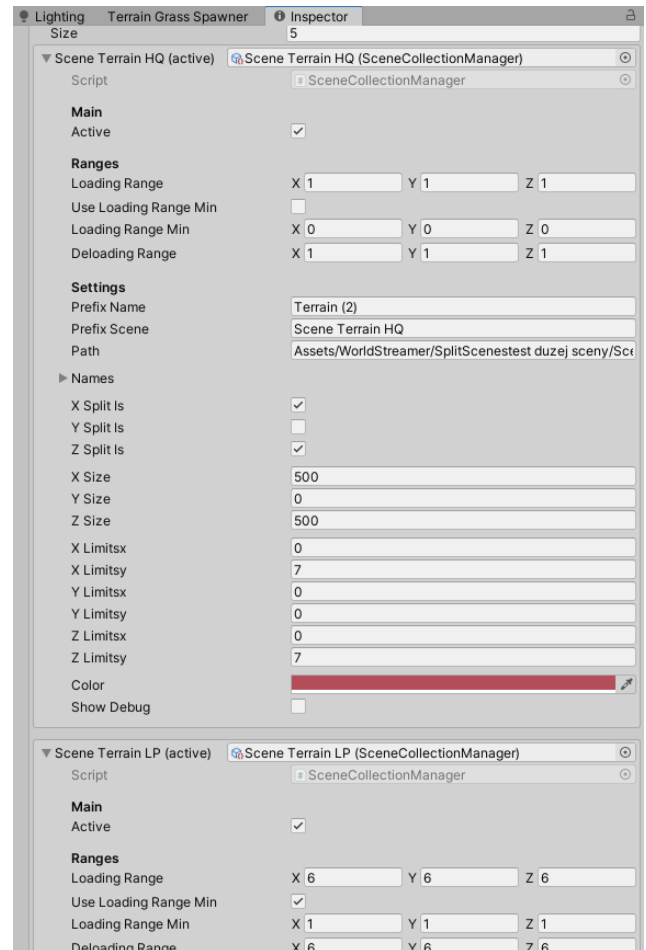 Lighting Terrain Grass Spawner Inspector
Size 5
Scene Terrain HQ (active) Scene Terrain HQ (SceneCollectionManager)
Script # SceneCollectionManager
Main
Active
Ranges
Loading Range X 1 Y 1 Z 1
Use Loading Range Min
Loading Range Min X 0 Y 0 Z 0
Deloading Range X 1 Y 1 Z 1
Settings
Prefix Name Terrain (2)
Prefix Scene Scene Terrain HQ
Path Assets/WorldStreamer/SplitScenestest duzej sceny/Sce
Names
X Split Is
Y Split Is
Z Split Is
X Size 500
Y Size 0
Z Size 500
X Limitsx 0
X Limitsy 7
Y Limitsx 0
Y Limitsy 0
Z Limitsx 0
Z Limitsy 7
Color
Show Debug
Scene Terrain LP (active) Scene Terrain LP (SceneCollectionManager)
Script # SceneCollectionManager
Main
Active
Ranges
Loading Range X 6 Y 6 Z 6
Use Loading Range Min
Loading Range Min X 1 Y 1 Z 1
Deloading Range X 6 Y 6 Z 6